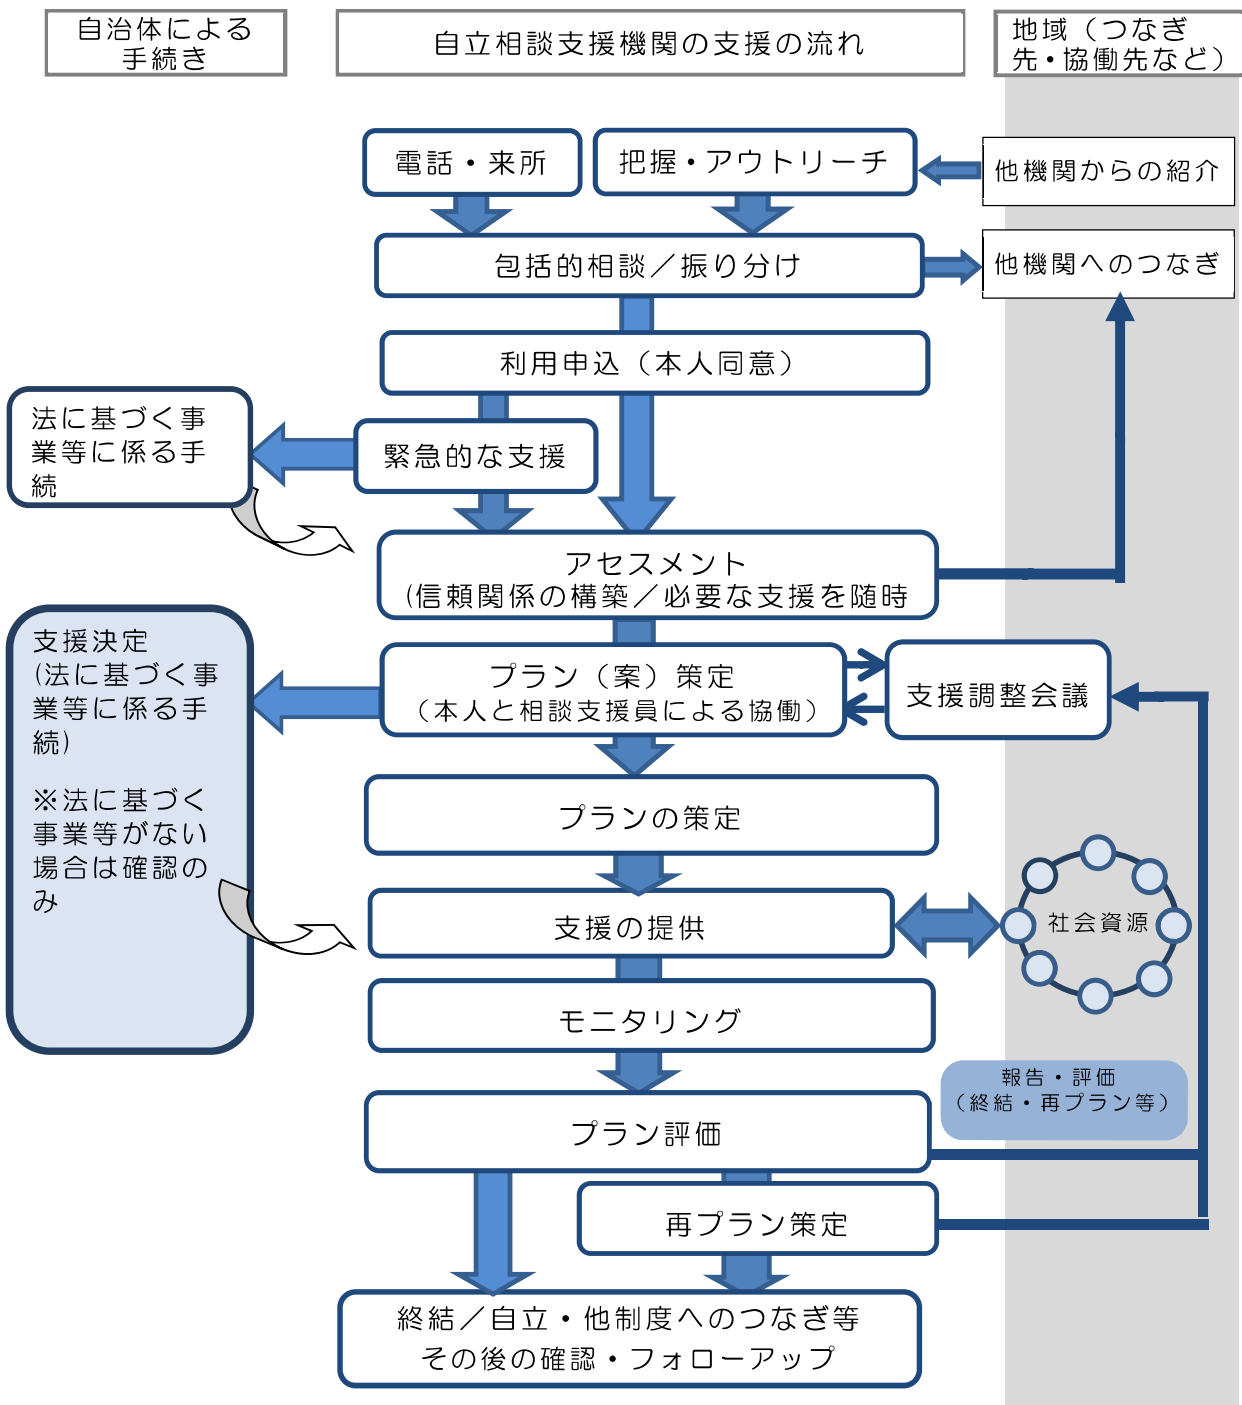 自治体による
手続き
自立相談支援機関の支援の流れ
地域（つなぎ
先・協働先など）
電話・来所
把握・アウトリーチ
他機関からの紹介
包括的相談／振り分け
他機関へのつなぎ
利用申込（本人同意）
法に基づく事
業等に係る手
続
緊急的な支援
アセスメント
(信頼関係の構築／必要な支援を随時
支援決定
(法に基づく事
業等に係る手
続)
※法に基づく
事業等がない
場合は確認の
み
プラン（案）策定
（本人と相談支援員による協働）
支援調整会議
プランの策定
支援の提供
社会資源
モニタリング
報告・評価
（終結・再プラン等）
プラン評価
再プラン策定
終結／自立・他制度へのつなぎ等
その後の確認・フォローアップ